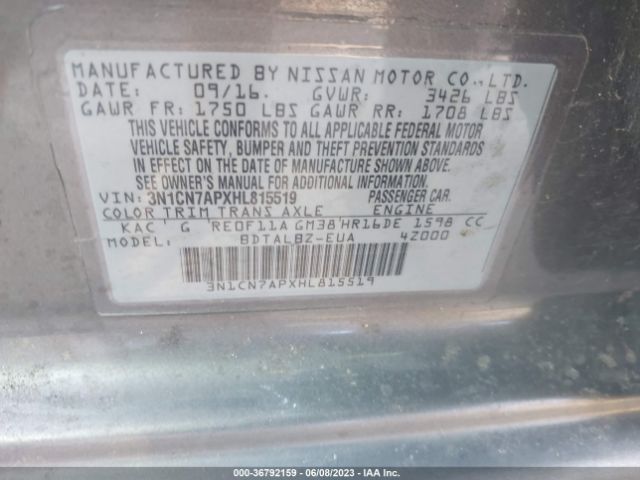 MANUFACTURED BY NISSAN MOTOR CO., LTD.
DATE: 09/16. GVWR: 3426 LBS
GAWR FR: 1750 LBS GAWR RR: 1708 LBS
THIS VEHICLE CONFORMS TO ALL APPLICABLE FEDERAL MOTOR
VEHICLE SAFETY, BUMPER AND THEFT PREVENTION STANDARDS
IN EFFECT ON THE DATE OF MANUFACTURE SHOWN ABOVE.
SEE OWNER'S MANUAL FOR ADDITIONAL INFORMATION.
VIN: 3N1CN7APXHL815519 PASSENGER CAR.
COLOR TRIM TRANS AXLE ENGINE
KAC G RE0F11A GM38 HR16DE 1598 CC
MODEL: BDTALBZ-EUA 4Z000
3N1CN7APXHL815519
000-36792159 | 06/08/2023 - IAA Inc.